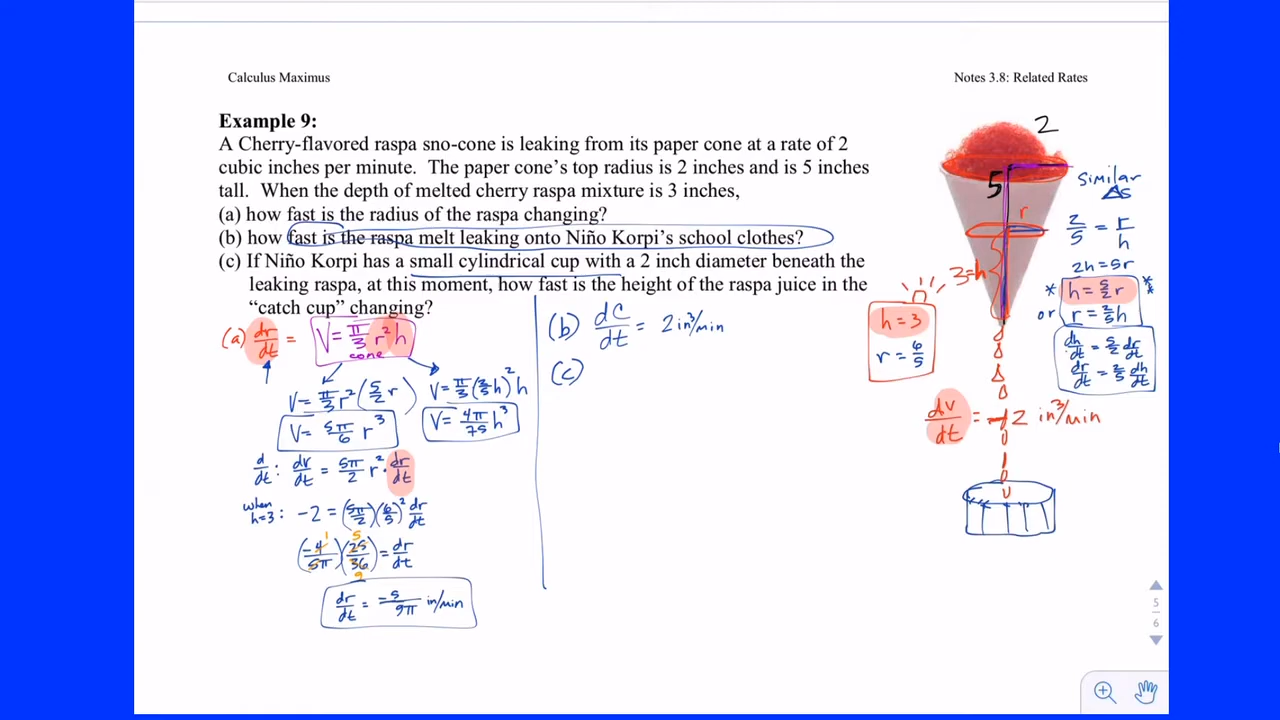 Calculus Maximus
Notes 3.8: Related Rates
Example 9:
A Cherry-flavored raspa sno-cone is leaking from its paper cone at a rate of 2
cubic inches per minute. The paper cone's top radius is 2 inches and is 5 inches
tall. When the depth of melted cherry raspa mixture is 3 inches,
(a) how fast is the radius of the raspa changing?
(b) how fast is the raspa melt leaking onto Niño Korpi's school clothes?
(c) If Niño Korpi has a small cylindrical cup with a 2 inch diameter beneath the
leaking raspa, at this moment, how fast is the height of the raspa juice in the
"catch cup" changing?
(a) dr/dt =
V = π/3 r² h
cone
V = π/3 r² (5/2 r)
V = 5π/6 r³
V = π/3 (2/5 h)² h
V = 4π/75 h³
d/dt : dv/dt = 5π/2 r² · dr/dt
when h=3 : -2 = (5π/2)(6/5)² dr/dt
(-4/5π)(25/36) = dr/dt
1
5
9
dr/dt = -5/9π in/min
(b) dC/dt = 2 in³/min
(c)
2
5
r
3=h
h = 3
r = 6/5
dv/dt = -2 in³/min
Similar
Δs
2/5 = r/h
2h = 5r
* h = 5/2 r **
or r = 2/5 h
dh/dt = 5/2 dr/dt
dr/dt = 2/5 dh/dt
5
6